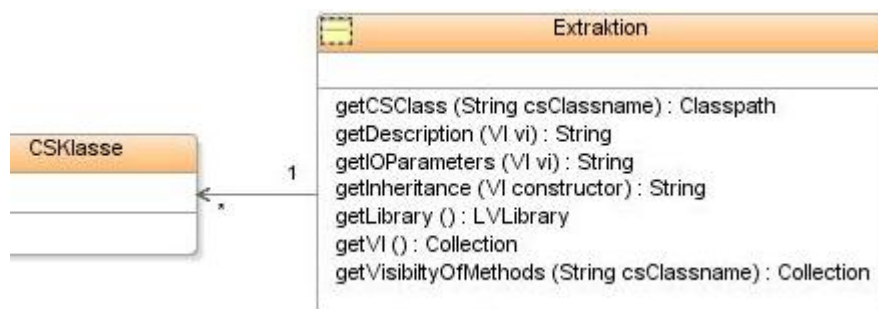 Extraktion
getCSClass (String csClassname) : Classpath
getDescription (VI vi) : String
getIOParameters (VI vi) : String
getInheritance (VI constructor) : String
getLibrary () : LVLibrary
getVI () : Collection
getVisibiltyOfMethods (String csClassname) : Collection
CSKlasse
1
*